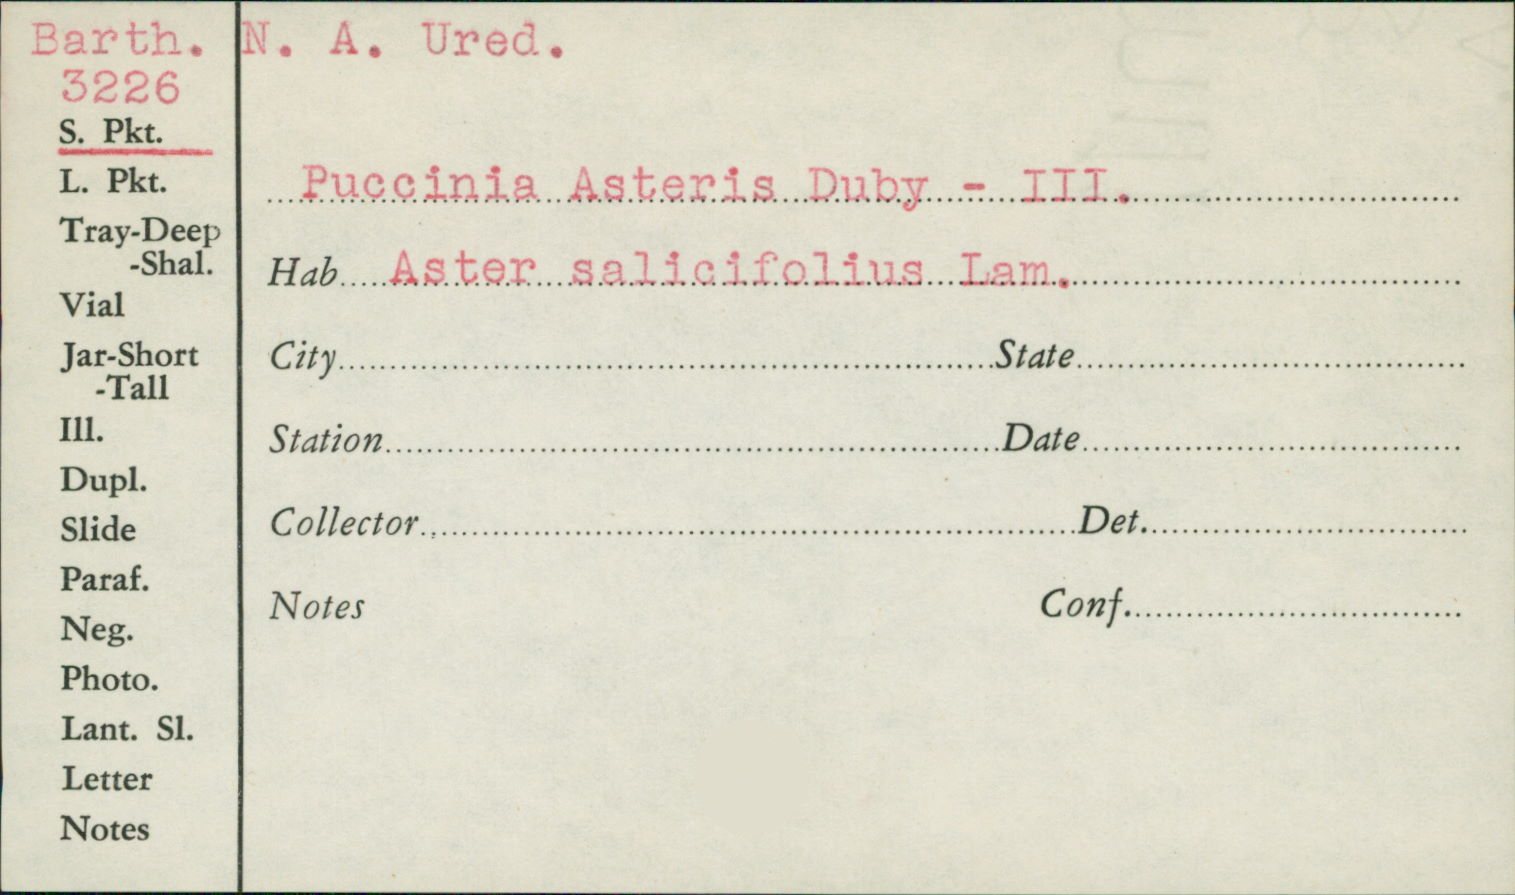 Barth. N. A. Ured.
3226
S. Pkt.
L. Pkt.
Tray-Deep
-Shal.
Vial
Jar-Short
-Tall
Ill.
Dupl.
Slide
Paraf.
Neg.
Photo.
Lant. Sl.
Letter
Notes
Puccinia Asteris Duby - III.
Hab Aster salicifolius Lam.
City State
Station Date
Collector Det.
Notes Conf.